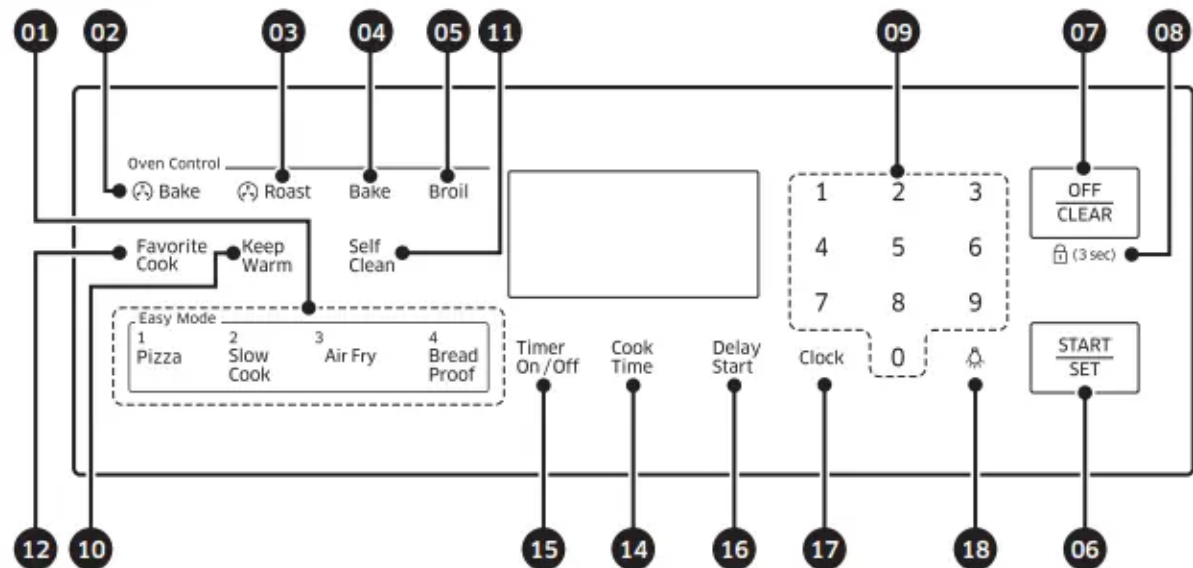 01 02 03 04 05 11 09 07 08
Oven Control
Bake Roast Bake Broil
1 2 3
OFF
CLEAR
Favorite
Cook
Keep
Warm
Self
Clean
4 5 6
(3 sec)
7 8 9
Easy Mode
1 2 3 4
Pizza
Slow
Cook
Air Fry
Bread
Proof
Timer
On/Off
Cook
Time
Delay
Start
Clock
0
START
SET
12 10 15 14 16 17 18 06